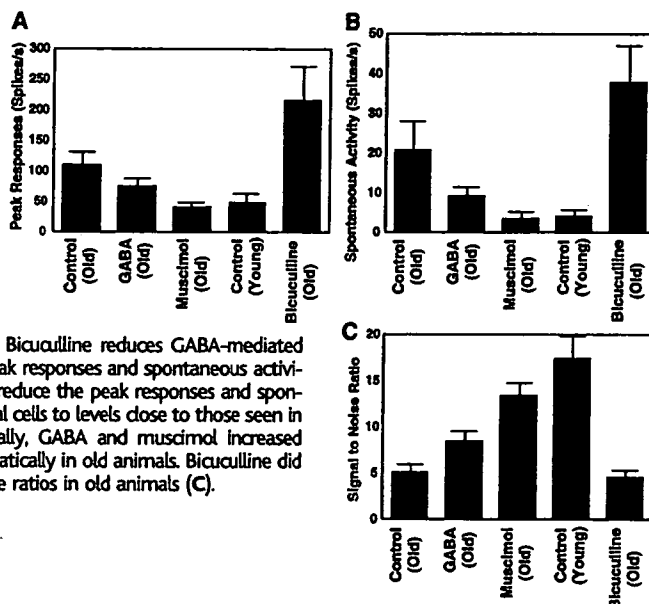 A
Peak Responses (Spikes/s)
300
250
200
150
100
50
0
Control (Old)
GABA (Old)
Muscimol (Old)
Control (Young)
Bicuculline (Old)
B
Spontaneous Activity (Spikes/s)
50
40
30
20
10
0
Control (Old)
GABA (Old)
Muscimol (Old)
Control (Young)
Bicuculline (Old)
Bicuculline reduces GABA-mediated
ak responses and spontaneous activi-
reduce the peak responses and spon-
al cells to levels close to those seen in
ally, GABA and muscimol increased
atically in old animals. Bicuculline did
e ratios in old animals (C).
C
Signal to Noise Ratio
20
15
10
5
0
Control (Old)
GABA (Old)
Muscimol (Old)
Control (Young)
Bicuculline (Old)